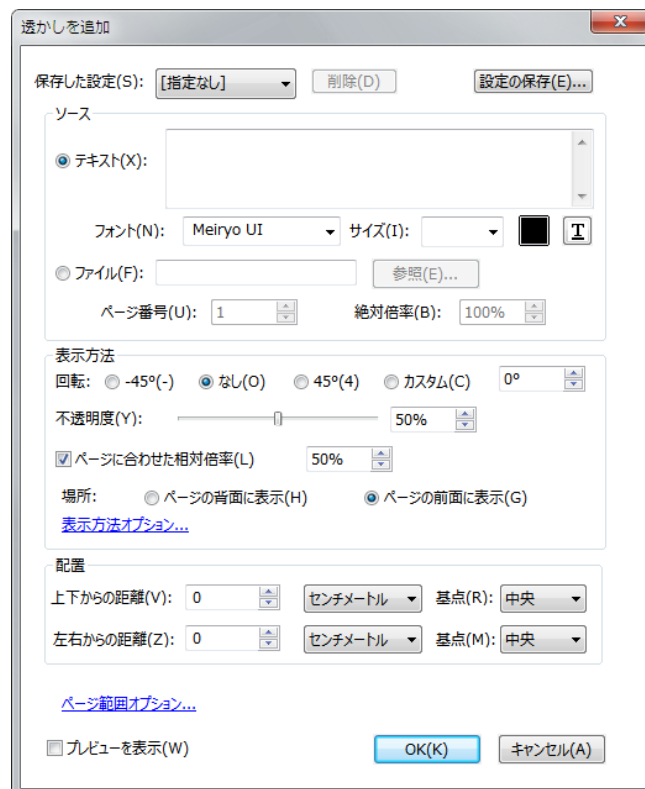 透かしを追加
保存した設定(S): [指定なし] 削除(D) 設定の保存(E)...
ソース
テキスト(X):
フォント(N): Meiryo UI サイズ(I): T
ファイル(F): 参照(E)...
ページ番号(U): 1 絶対倍率(B): 100%
表示方法
回転: -45º(-) なし(O) 45º(4) カスタム(C) 0º
不透明度(Y): 50%
ページに合わせた相対倍率(L) 50%
場所: ページの背面に表示(H) ページの前面に表示(G)
表示方法オプション...
配置
上下からの距離(V): 0 センチメートル 基点(R): 中央
左右からの距離(Z): 0 センチメートル 基点(M): 中央
ページ範囲オプション...
プレビューを表示(W) OK(K) キャンセル(A)